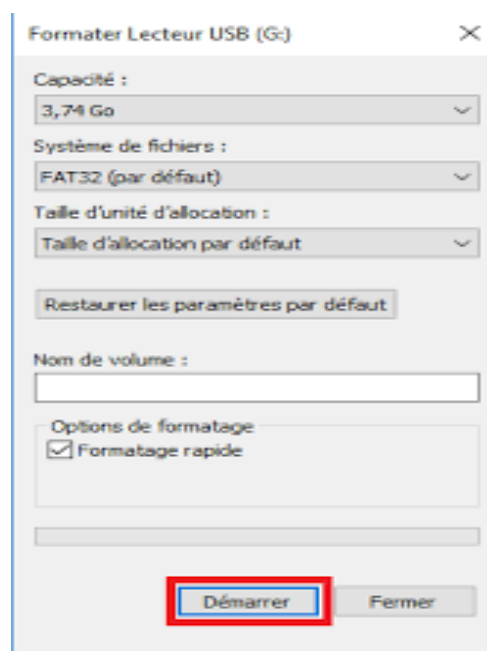 Formater Lecteur USB (G:)
Capacité :
3,74 Go
Système de fichiers :
FAT32 (par défaut)
Taille d'unité d'allocation :
Taille d'allocation par défaut
Restaurer les paramètres par défaut
Nom de volume :
Options de formatage
Formatage rapide
Démarrer Fermer